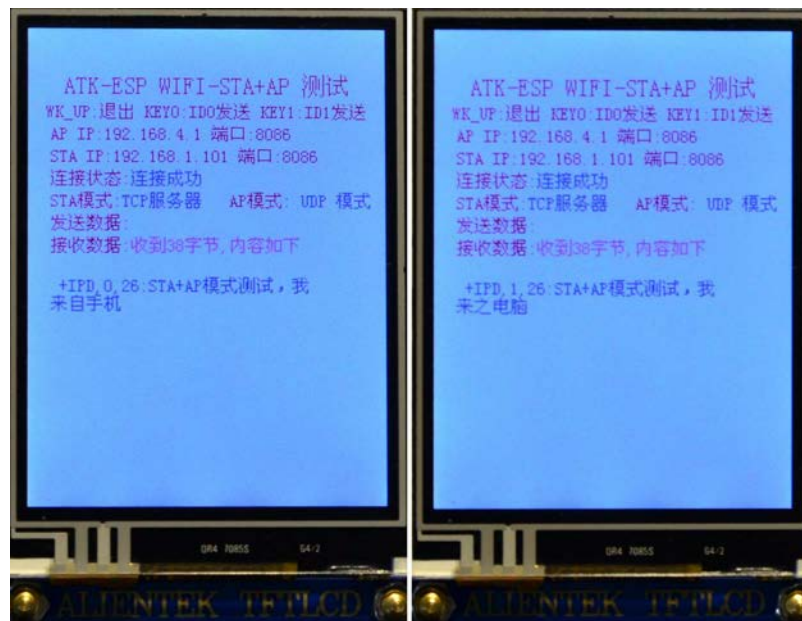 ATK-ESP WIFI-STA+AP 测试
WK_UP:退出 KEY0:ID0发送 KEY1:ID1发送
AP IP:192.168.4.1 端口:8086
STA IP:192.168.1.101 端口:8086
连接状态:连接成功
STA模式:TCP服务器 AP模式: UDP 模式
发送数据:
接收数据:收到38字节,内容如下
+IPD,0,26:STA+AP模式测试，我
来自手机
OR4 7085S G4/2
ALIENTEK TFTLCD
ATK-ESP WIFI-STA+AP 测试
WK_UP:退出 KEY0:ID0发送 KEY1:ID1发送
AP IP:192.168.4.1 端口:8086
STA IP:192.168.1.101 端口:8086
连接状态:连接成功
STA模式:TCP服务器 AP模式: UDP 模式
发送数据:
接收数据:收到38字节,内容如下
+IPD,1,26:STA+AP模式测试，我
来之电脑
OR4 7085S G4/2
ALIENTEK TFTLCD